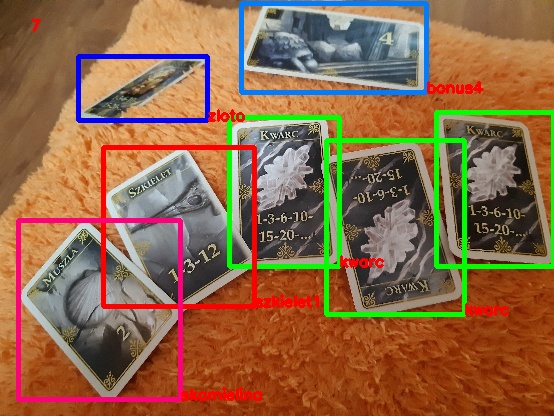 7
4
bonus4
zloto
KWARC
1-3-6-10-
15-20-...
kwarc
KWARC
1-3-6-10-
15-20-...
KWARC
1-3-6-10-
15-20-...
kwarc
SZKIELET
1-3-12
szkielet1
MUSZLA
2